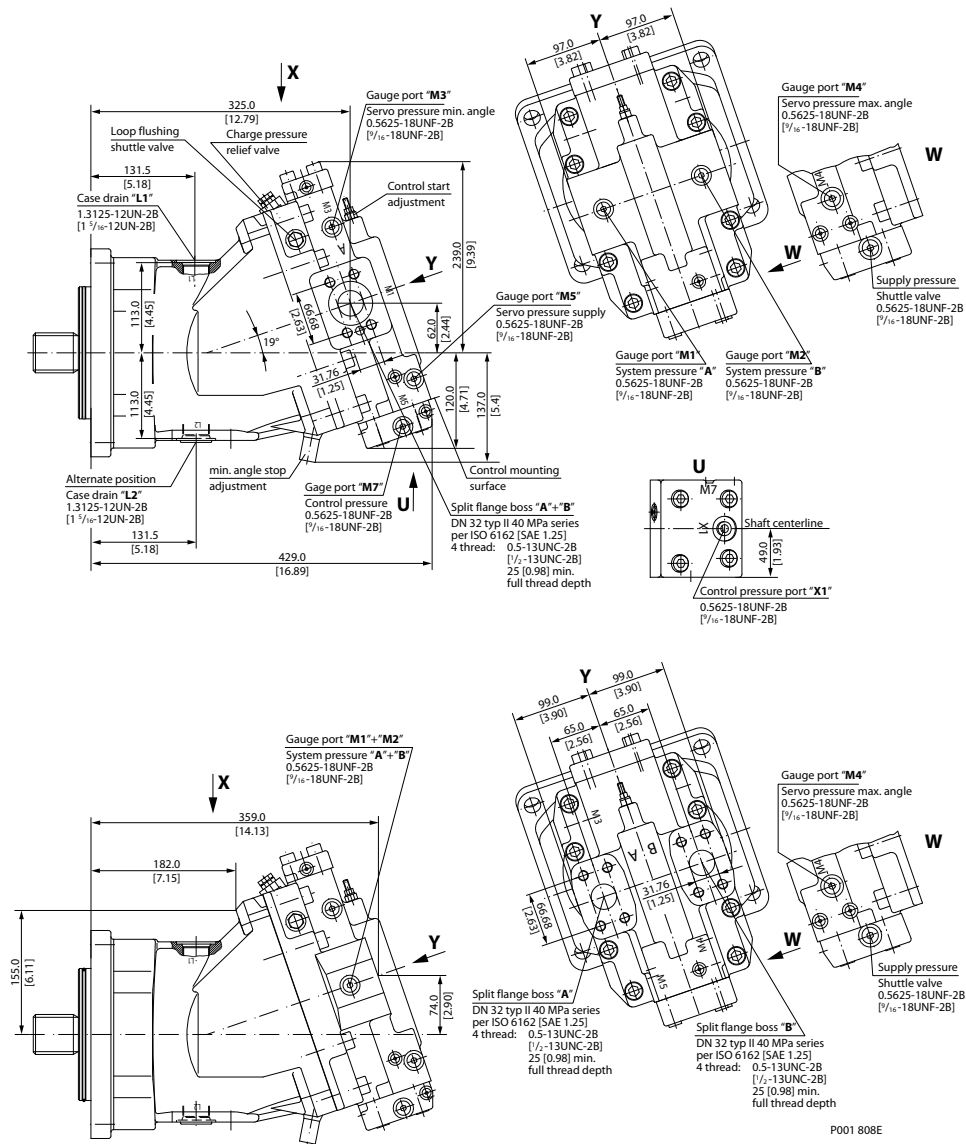 Y
97.0
[3.82]
97.0
[3.82]
X
Gauge port "M3"
Servo pressure min. angle
0.5625-18UNF-2B
[9/16-18UNF-2B]
Gauge port "M4"
Servo pressure max. angle
0.5625-18UNF-2B
[9/16-18UNF-2B]
325.0
[12.79]
Loop flushing
shuttle valve
Charge pressure
relief valve
W
131.5
[5.18]
M4
Case drain "L1"
1.3125-12UN-2B
[1 5/16-12UN-2B]
M3
Control start
adjustment
A
L1
Y
239.0
[9.39]
W
M1
Supply pressure
Shuttle valve
0.5625-18UNF-2B
[9/16-18UNF-2B]
113.0
[4.45]
66.68
[2.63]
Gauge port "M5"
Servo pressure supply
0.5625-18UNF-2B
[9/16-18UNF-2B]
62.0
[2.44]
19°
Gauge port "M1"
System pressure "A"
0.5625-18UNF-2B
[9/16-18UNF-2B]
Gauge port "M2"
System pressure "B"
0.5625-18UNF-2B
[9/16-18UNF-2B]
31.76
[1.25]
113.0
[4.45]
M5
120.0
[4.71]
137.0
[5.4]
L2
Alternate position
Case drain "L2"
1.3125-12UN-2B
[1 5/16-12UN-2B]
min. angle stop
adjustment
Gage port "M7"
Control pressure
0.5625-18UNF-2B
[9/16-18UNF-2B]
U
Control mounting
surface
Split flange boss "A"+"B"
DN 32 typ II 40 MPa series
per ISO 6162 [SAE 1.25]
4 thread: 0.5-13UNC-2B
[1/2-13UNC-2B]
25 [0.98] min.
full thread depth
131.5
[5.18]
429.0
[16.89]
U
M7
X1
Shaft centerline
49.0
[1.93]
Control pressure port "X1"
0.5625-18UNF-2B
[9/16-18UNF-2B]
Y
99.0
[3.90]
99.0
[3.90]
65.0
[2.56]
65.0
[2.56]
Gauge port "M1"+"M2"
System pressure "A"+"B"
0.5625-18UNF-2B
[9/16-18UNF-2B]
Gauge port "M4"
Servo pressure max. angle
0.5625-18UNF-2B
[9/16-18UNF-2B]
X
359.0
[14.13]
M3
W
182.0
[7.15]
B A
M4
31.76
[1.25]
66.68
[2.63]
L1
Y
155.0
[6.11]
W
M4
M5
74.0
[2.90]
Supply pressure
Shuttle valve
0.5625-18UNF-2B
[9/16-18UNF-2B]
Split flange boss "A"
DN 32 typ II 40 MPa series
per ISO 6162 [SAE 1.25]
4 thread: 0.5-13UNC-2B
[1/2-13UNC-2B]
25 [0.98] min.
full thread depth
Split flange boss "B"
DN 32 typ II 40 MPa series
per ISO 6162 [SAE 1.25]
4 thread: 0.5-13UNC-2B
[1/2-13UNC-2B]
25 [0.98] min.
full thread depth
L2
P001 808E